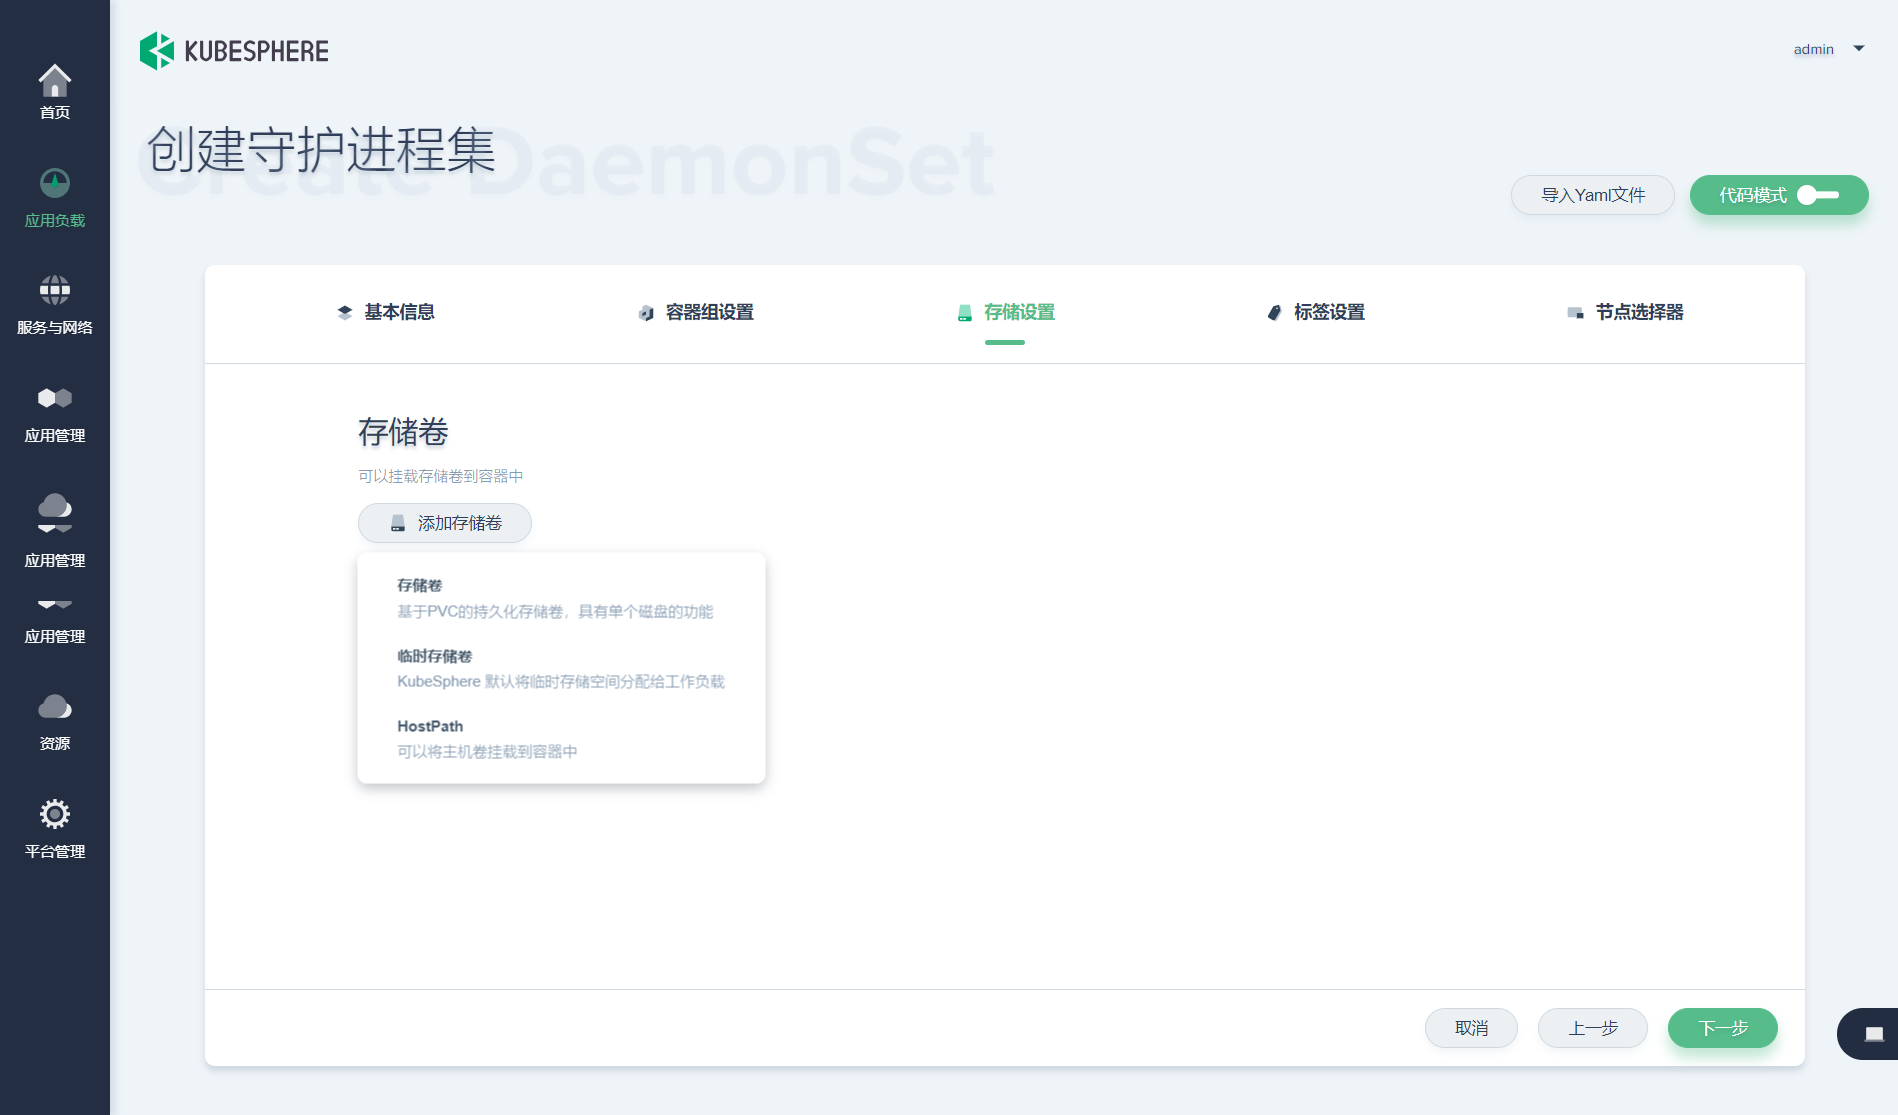 KUBESPHERE
admin
首页
应用负载
服务与网络
应用管理
应用管理
应用管理
资源
平台管理
Create DaemonSet
创建守护进程集
导入Yaml文件
代码模式
基本信息
容器组设置
存储设置
标签设置
节点选择器
存储卷
可以挂载存储卷到容器中
添加存储卷
存储卷
基于PVC的持久化存储卷，具有单个磁盘的功能
临时存储卷
KubeSphere 默认将临时存储空间分配给工作负载
HostPath
可以将主机卷挂载到容器中
取消
上一步
下一步